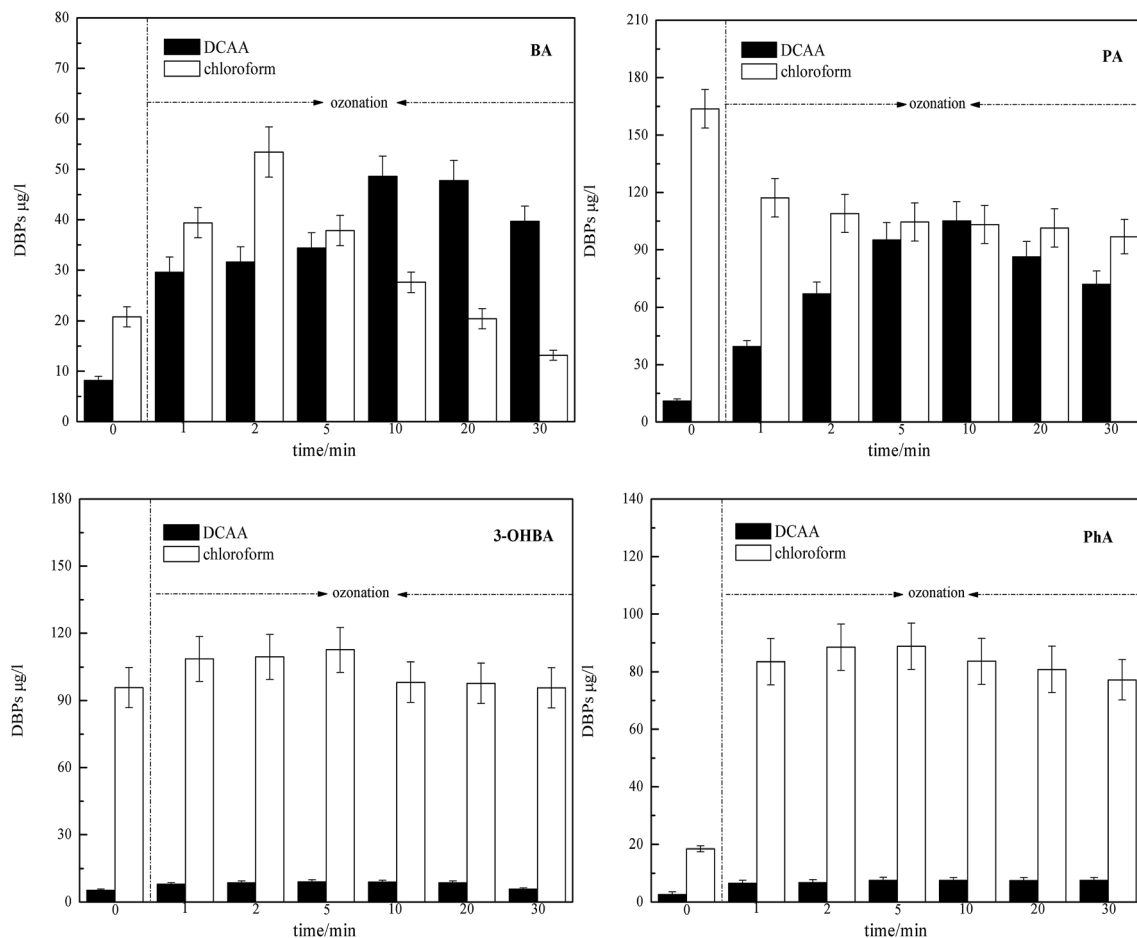 80
70
60
50
40
30
20
10
0
DBPs μg/l
DCAA
chloroform
BA
ozonation
0 1 2 5 10 20 30
time/min
210
180
150
120
90
60
30
0
DBPs μg/l
DCAA
chloroform
PA
ozonation
0 1 2 5 10 20 30
time/min
180
150
120
90
60
30
0
DBPs μg/l
DCAA
chloroform
3-OHBA
ozonation
0 1 2 5 10 20 30
time/min
140
120
100
80
60
40
20
0
DBPs μg/l
DCAA
chloroform
PhA
ozonation
0 1 2 5 10 20 30
time/min